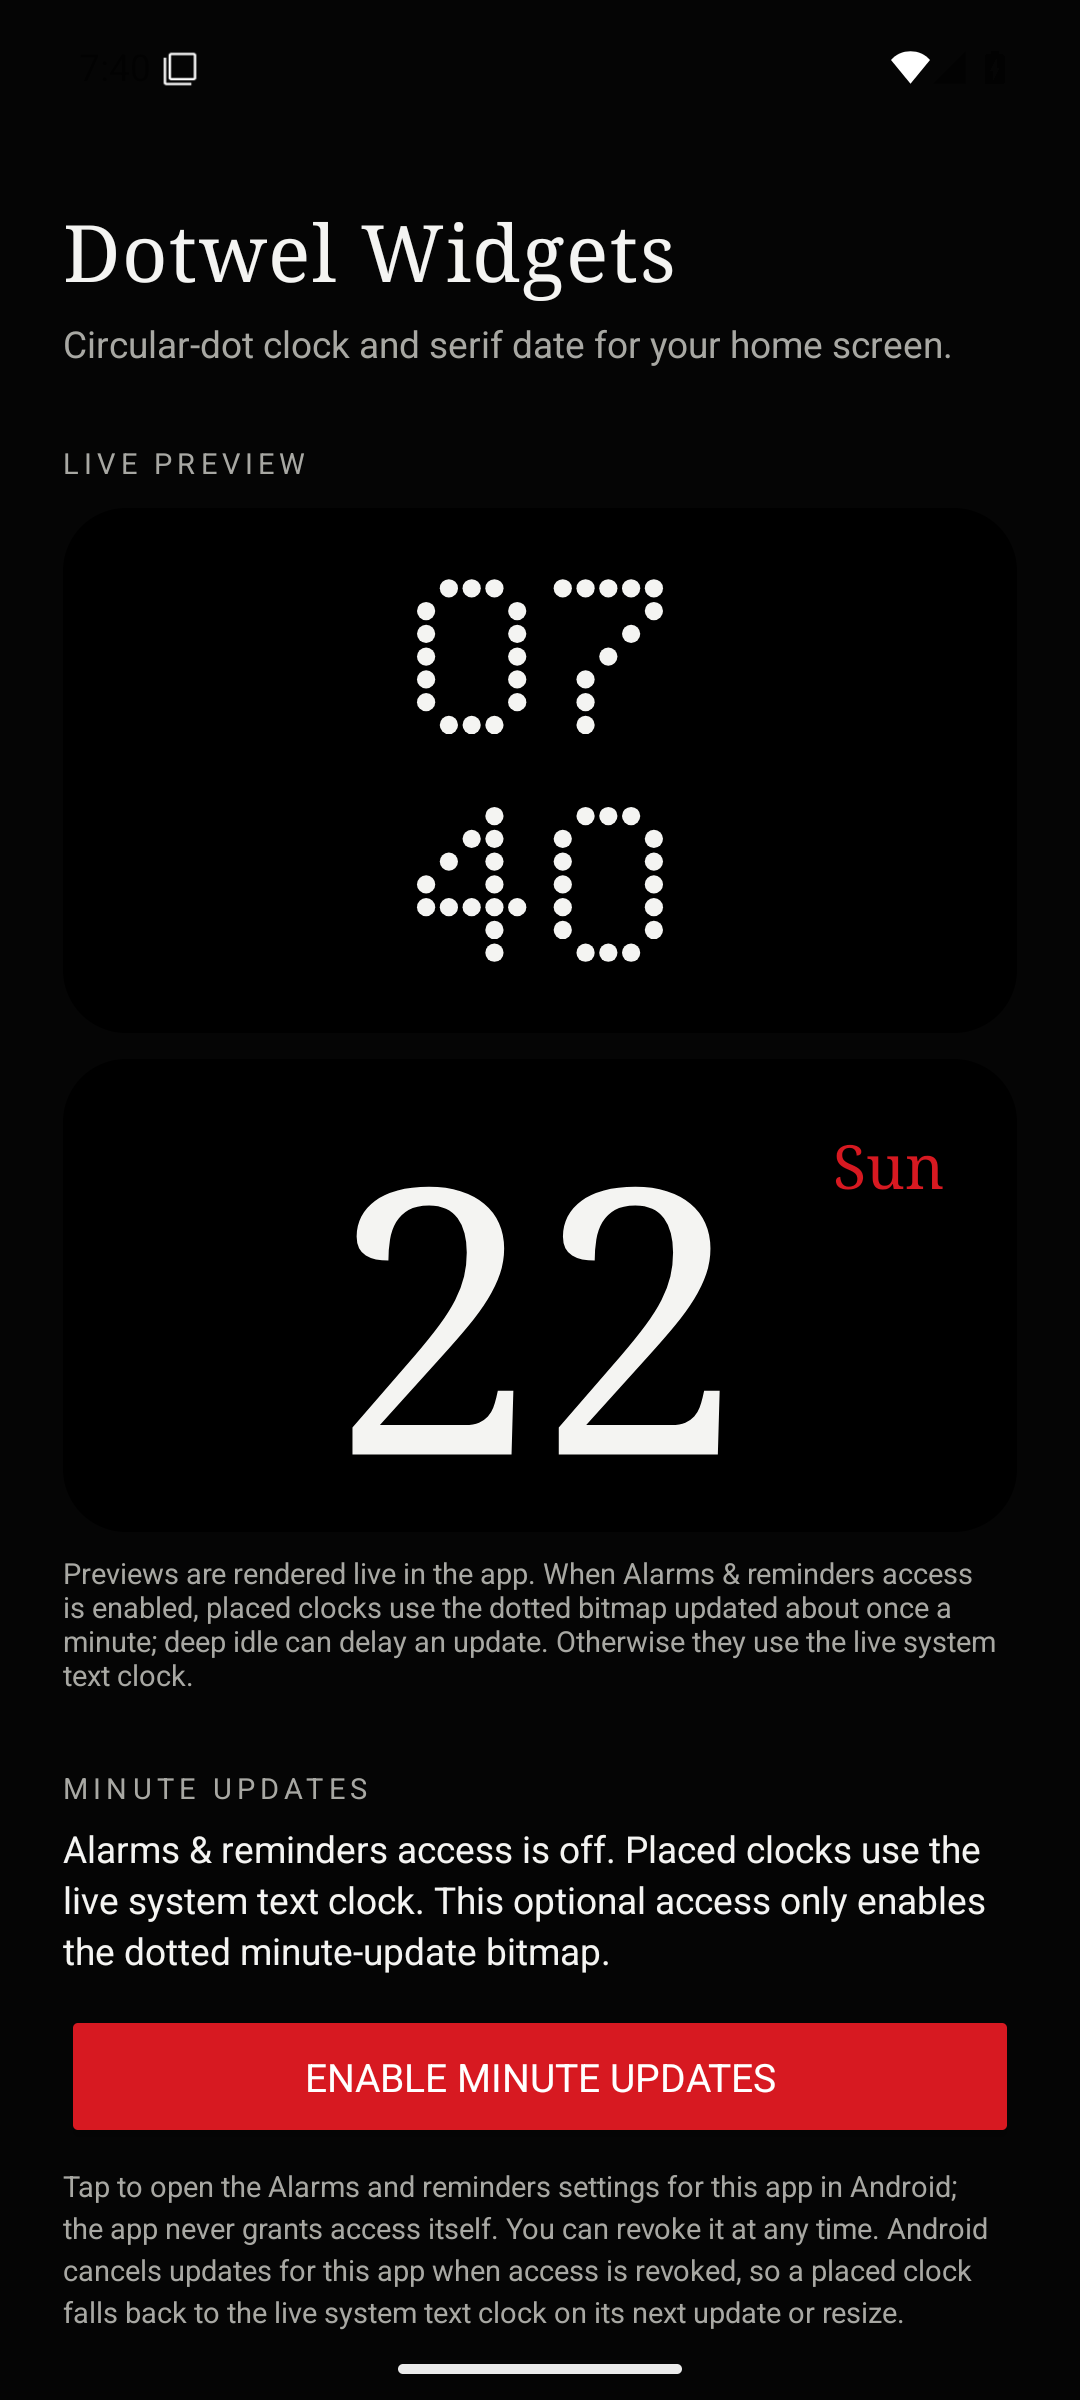 7:40
Dotwel Widgets
Circular-dot clock and serif date for your home screen.
LIVE PREVIEW
07
40
Sun
22
Previews are rendered live in the app. When Alarms & reminders access
is enabled, placed clocks use the dotted bitmap updated about once a
minute; deep idle can delay an update. Otherwise they use the live system
text clock.
MINUTE UPDATES
Alarms & reminders access is off. Placed clocks use the
live system text clock. This optional access only enables
the dotted minute-update bitmap.
ENABLE MINUTE UPDATES
Tap to open the Alarms and reminders settings for this app in Android;
the app never grants access itself. You can revoke it at any time. Android
cancels updates for this app when access is revoked, so a placed clock
falls back to the live system text clock on its next update or resize.